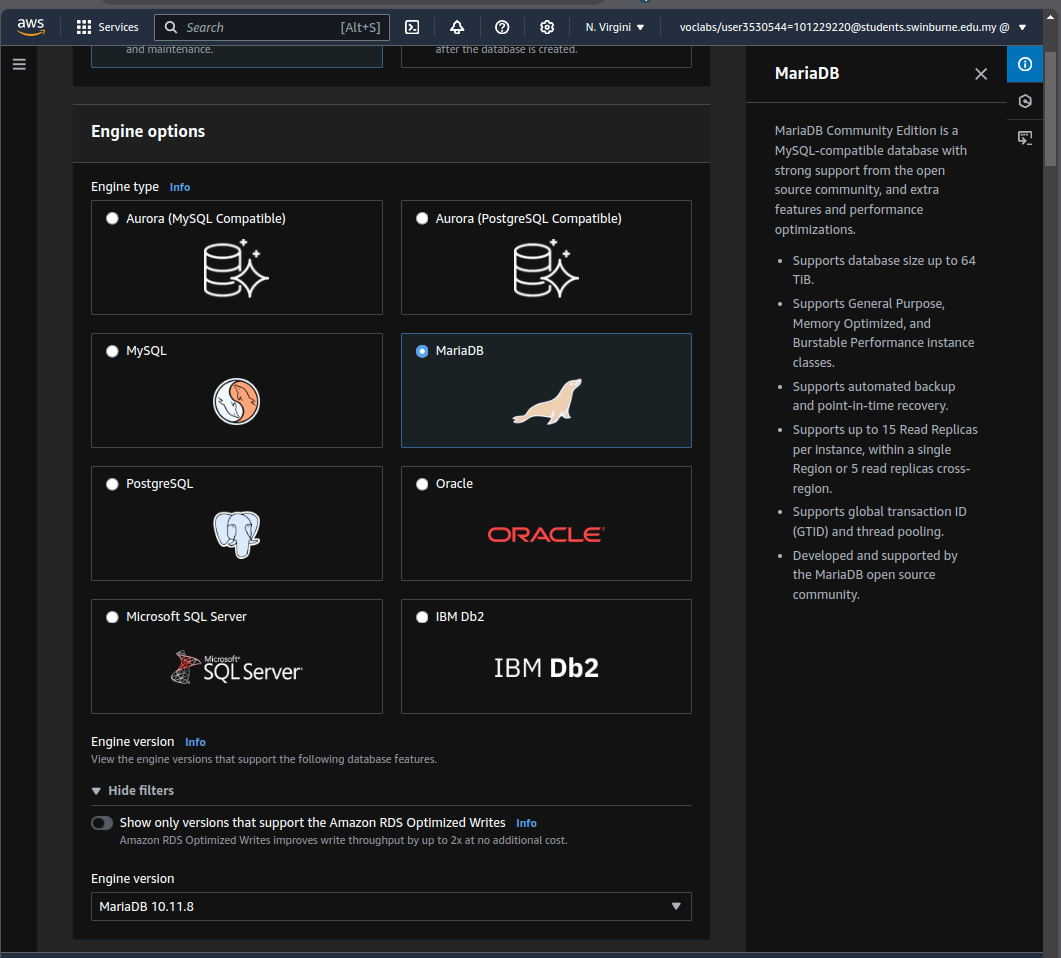 aws
Services
Search
[Alt+S]
N. Virgini
voclabs/user3530544=101229220@students.swinburne.edu.my @
and maintenance.
after the database is created.
Engine options
Engine type Info
Aurora (MySQL Compatible)
Aurora (PostgreSQL Compatible)
MySQL
MariaDB
PostgreSQL
Oracle
ORACLE
Microsoft SQL Server
Microsoft
SQL Server
IBM Db2
IBM Db2
Engine version Info
View the engine versions that support the following database features.
Hide filters
Show only versions that support the Amazon RDS Optimized Writes Info
Amazon RDS Optimized Writes improves write throughput by up to 2x at no additional cost.
Engine version
MariaDB 10.11.8
MariaDB
MariaDB Community Edition is a
MySQL-compatible database with
strong support from the open
source community, and extra
features and performance
optimizations.
• Supports database size up to 64
TiB.
• Supports General Purpose,
Memory Optimized, and
Burstable Performance instance
classes.
• Supports automated backup
and point-in-time recovery.
• Supports up to 15 Read Replicas
per instance, within a single
Region or 5 read replicas cross-
region.
• Supports global transaction ID
(GTID) and thread pooling.
• Developed and supported by
the MariaDB open source
community.